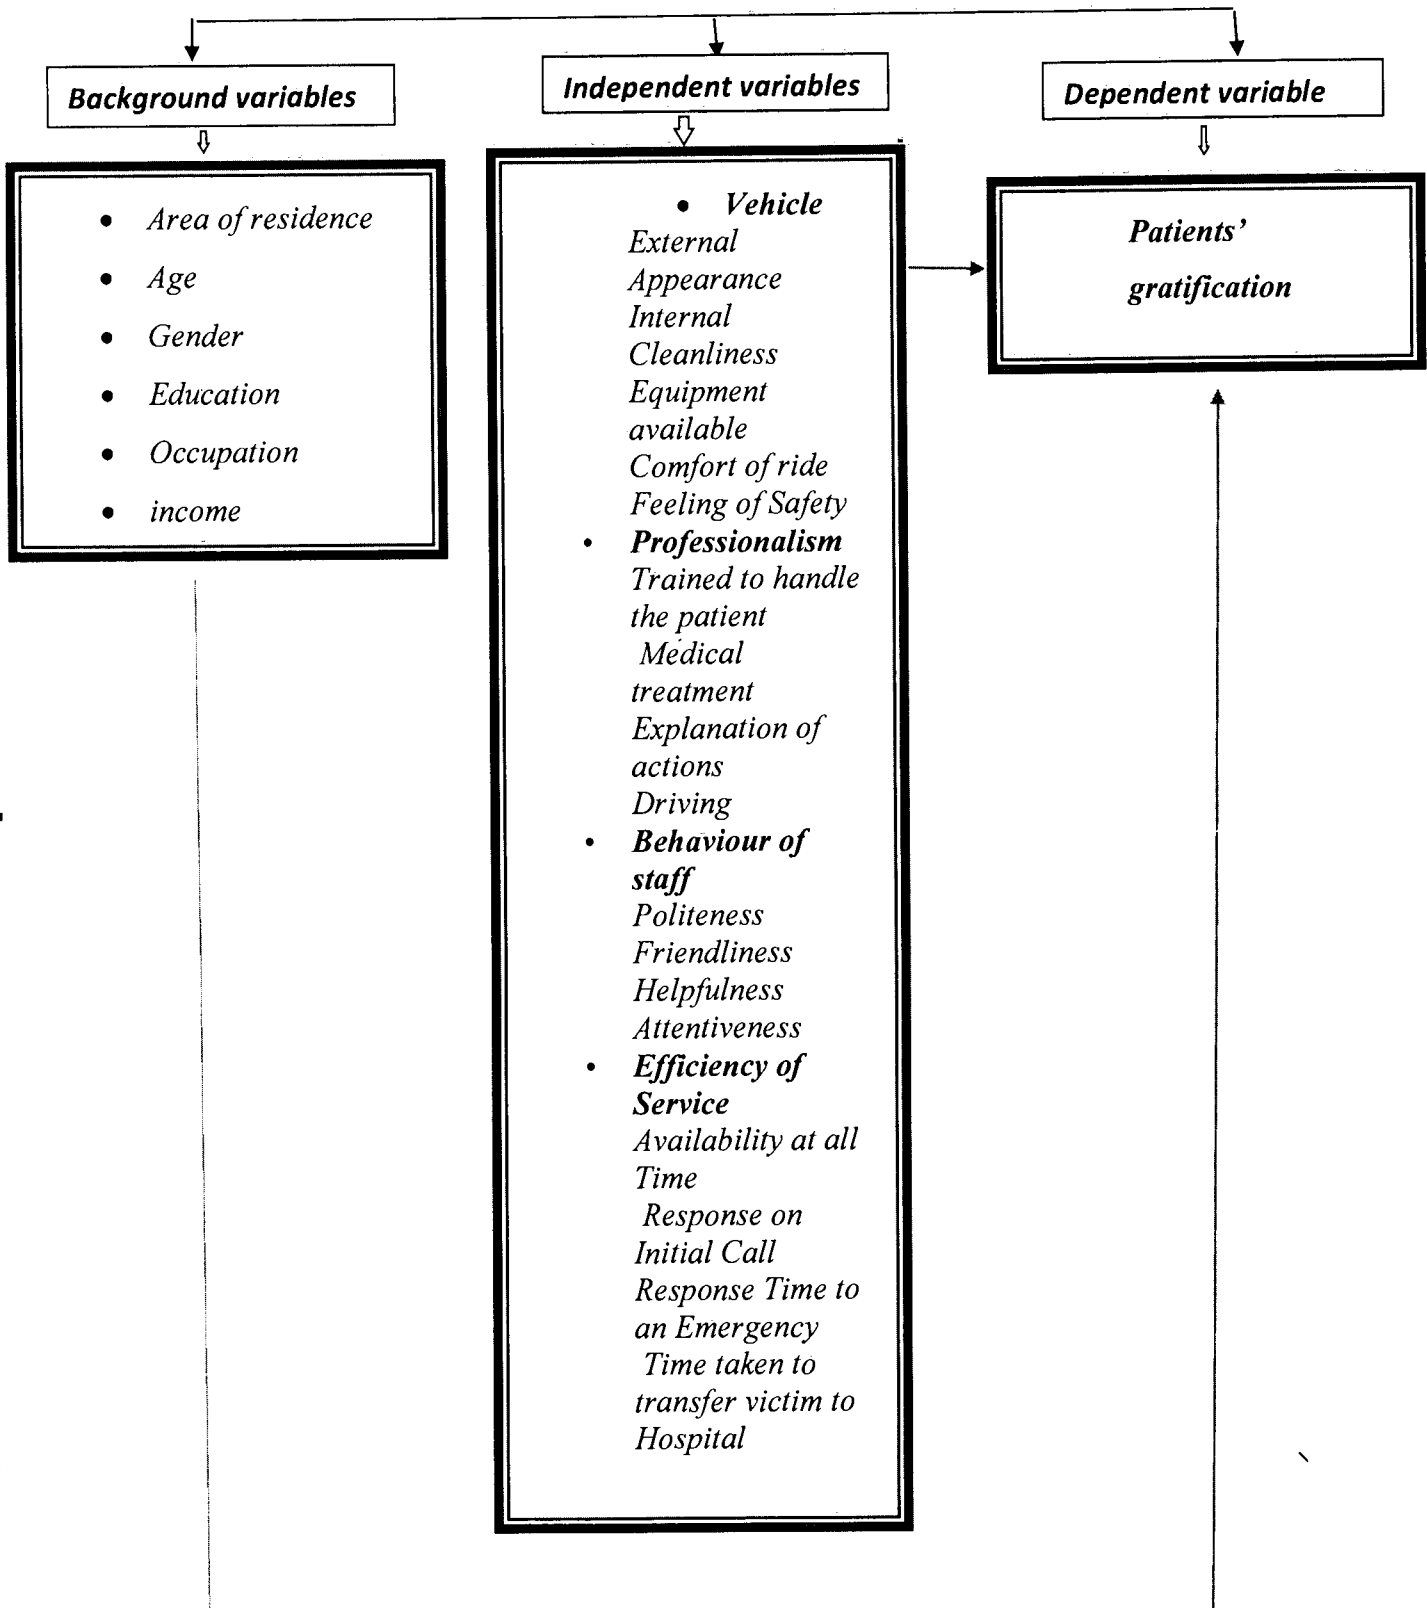 Background variables
Independent variables
Dependent variable
• Area of residence
• Age
• Gender
• Education
• Occupation
• income
• Vehicle
External
Appearance
Internal
Cleanliness
Equipment
available
Comfort of ride
Feeling of Safety
• Professionalism
Trained to handle
the patient
Medical
treatment
Explanation of
actions
Driving
• Behaviour of
staff
Politeness
Friendliness
Helpfulness
Attentiveness
• Efficiency of
Service
Availability at all
Time
Response on
Initial Call
Response Time to
an Emergency
Time taken to
transfer victim to
Hospital
Patients’
gratification